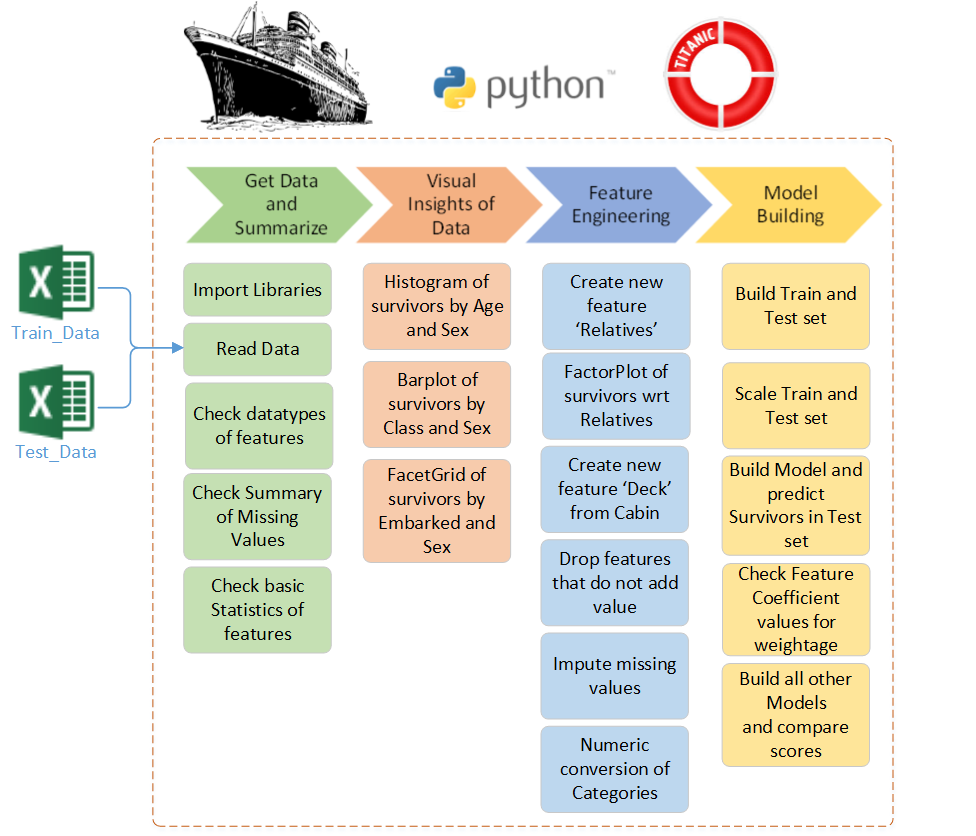 TITANIC
python™
Get Data
and
Summarize
Visual
Insights of
Data
Feature
Engineering
Model
Building
Train_Data
Test_Data
Import Libraries
Read Data
Check datatypes
of features
Check Summary
of Missing
Values
Check basic
Statistics of
features
Histogram of
survivors by Age
and Sex
Barplot of
survivors by
Class and Sex
FacetGrid of
survivors by
Embarked and
Sex
Create new
feature
‘Relatives’
FactorPlot of
survivors wrt
Relatives
Create new
feature ‘Deck’
from Cabin
Drop features
that do not add
value
Impute missing
values
Numeric
conversion of
Categories
Build Train and
Test set
Scale Train and
Test set
Build Model and
predict
Survivors in Test
set
Check Feature
Coefficient
values for
weightage
Build all other
Models
and compare
scores